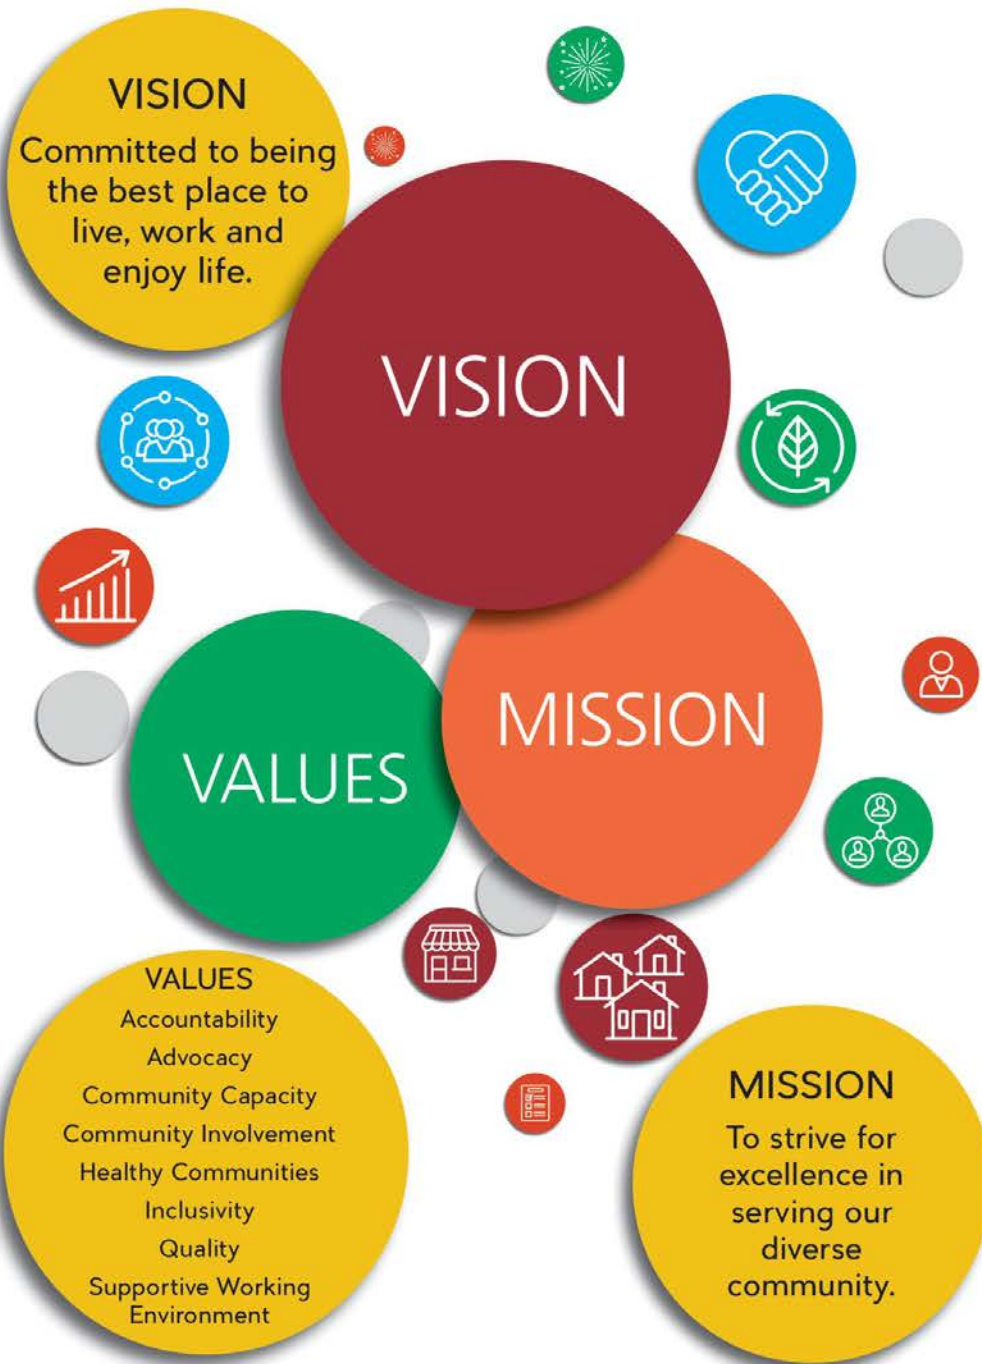 VISION
Committed to being
the best place to
live, work and
enjoy life.
VISION
MISSION
VALUES
VALUES
Accountability
Advocacy
Community Capacity
Community Involvement
Healthy Communities
Inclusivity
Quality
Supportive Working
Environment
MISSION
To strive for
excellence in
serving our
diverse
community.